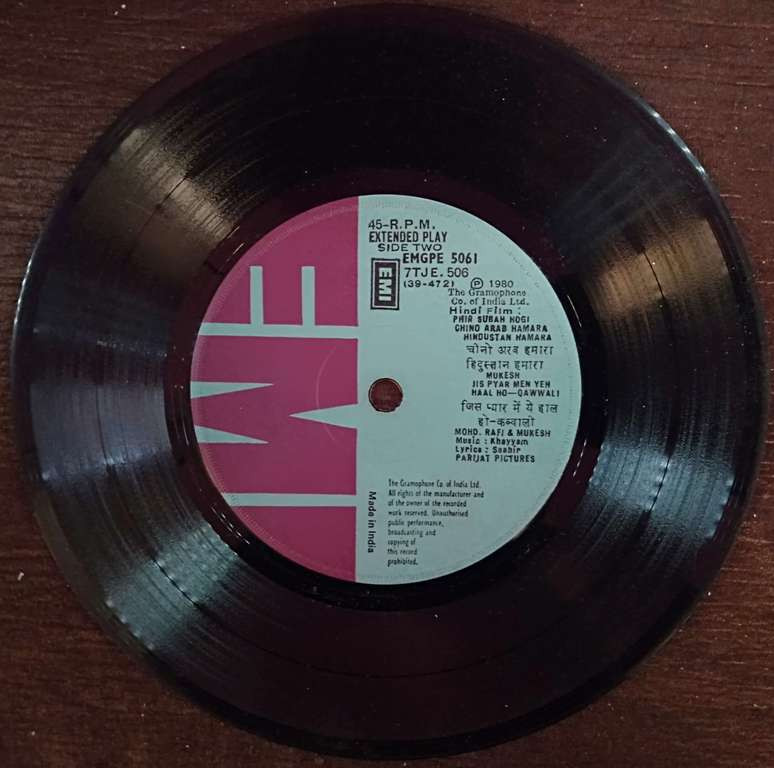 45-R.P.M.
EXTENDED PLAY
SIDE TWO
EMGPE 5061
EMI
7TJE. 506
(39-472) Ⓟ 1980
The Gramophone
Co. of India Ltd.
Hindi Film :
PHIR SUBAH HOGI
CHINO ARAB HAMARA
HINDUSTAN HAMARA
चीनो अरब हमारा
हिंदुस्तान हमारा
MUKESH
JIS PYAR MEN YEH
HAAL HO—QAWWALI
जिस प्यार में ये हाल
हो-कव्वाली
MOHD. RAFI & MUKESH
Music : Khayyam
Lyrics : Saahir
PARIJAT PICTURES
The Gramophone Co. of India Ltd.
All rights of the manufacturer and
of the owner of the recorded
work reserved. Unauthorised
public performance,
broadcasting and
copying of
this record
prohibited.
Made in India
EMI